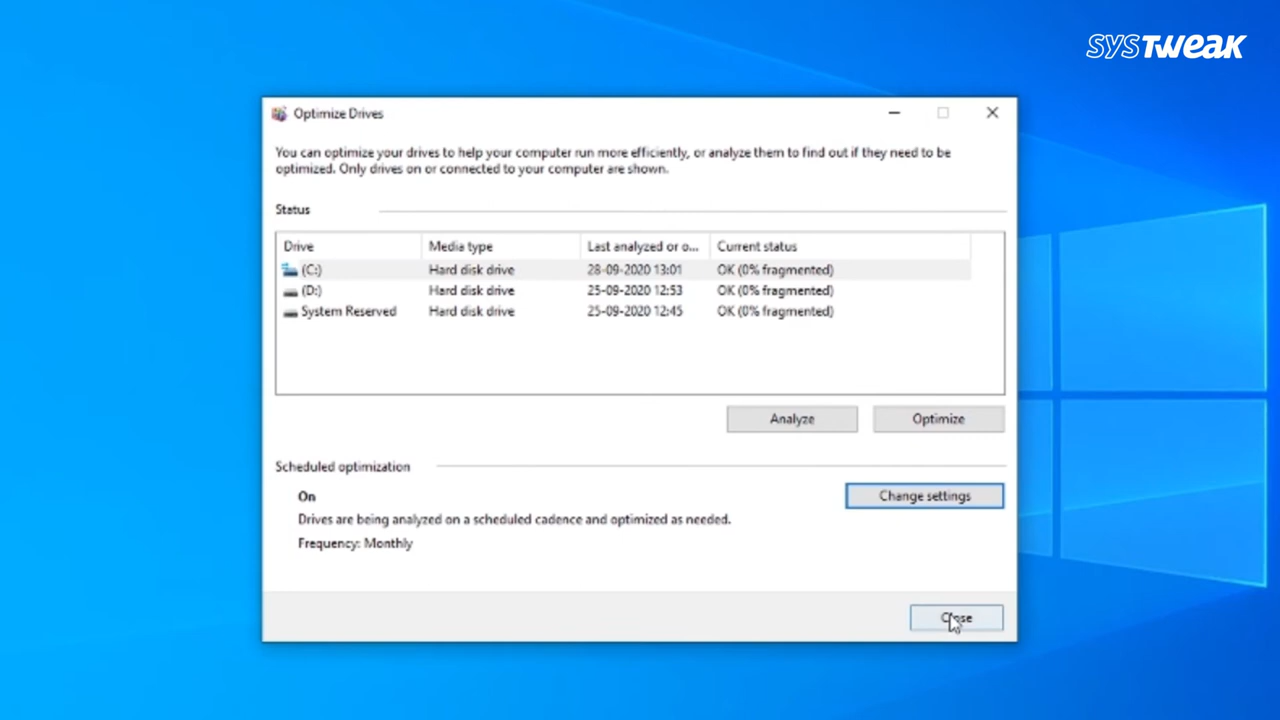 SYSTWEAK
Optimize Drives
You can optimize your drives to help your computer run more efficiently, or analyze them to find out if they need to be
optimized. Only drives on or connected to your computer are shown.
Status
Drive Media type Last analyzed or o... Current status
(C:) Hard disk drive 28-09-2020 13:01 OK (0% fragmented)
(D:) Hard disk drive 25-09-2020 12:53 OK (0% fragmented)
System Reserved Hard disk drive 25-09-2020 12:45 OK (0% fragmented)
Analyze Optimize
Scheduled optimization
On
Change settings
Drives are being analyzed on a scheduled cadence and optimized as needed.
Frequency: Monthly
Close